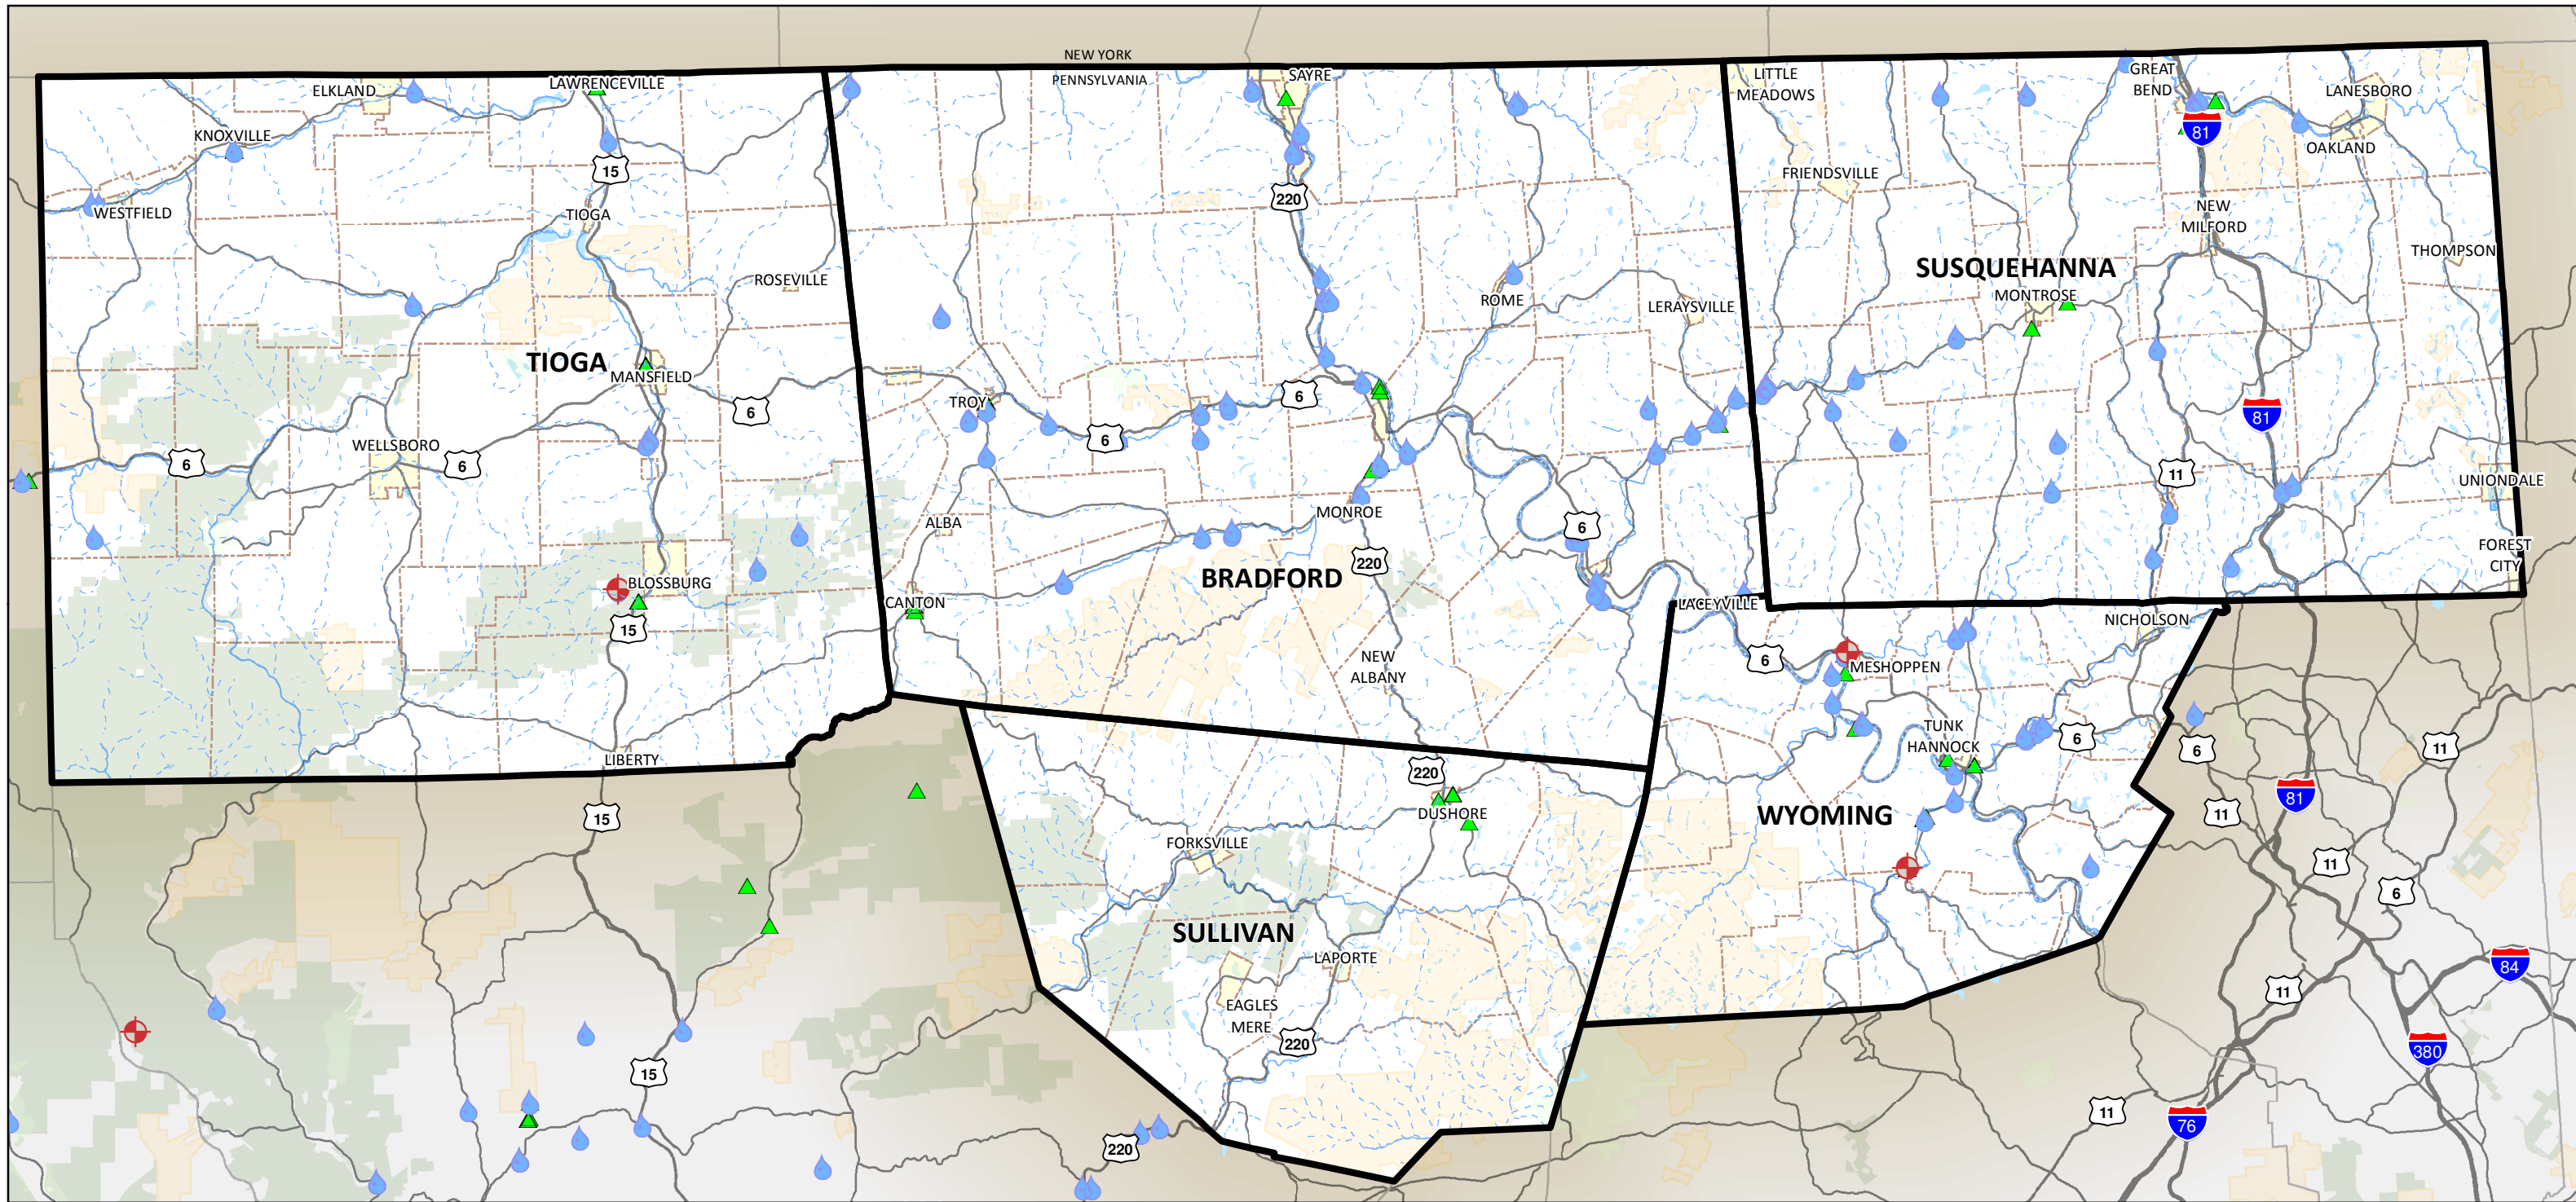 NEW YORK
PENNSYLVANIA
SAYRE
LAWRENCEVILLE
ELKLAND
KNOXVILLE
WESTFIELD
15
TIOGA
ROSEVILLE
TIOGA
MANSFIELD
6
WELLSBORO
6
6
BLOSSBURG
15
LIBERTY
220
ROME
LERAYSVILLE
TROY
6
6
ALBA
MONROE
6
BRADFORD
220
CANTON
NEW
ALBANY
LITTLE
MEADOWS
GREAT
BEND
LANESBORO
81
OAKLAND
FRIENDSVILLE
NEW
MILFORD
THOMPSON
SUSQUEHANNA
MONTROSE
81
11
UNIONDALE
FOREST
CITY
LACEYVILLE
NICHOLSON
6
MESHOPPEN
TUNK
HANNOCK
6
WYOMING
220
DUSHORE
FORKSVILLE
SULLIVAN
LAPORTE
EAGLES
MERE
220
15
15
220
6
11
81
11
11
6
84
11
380
11
76